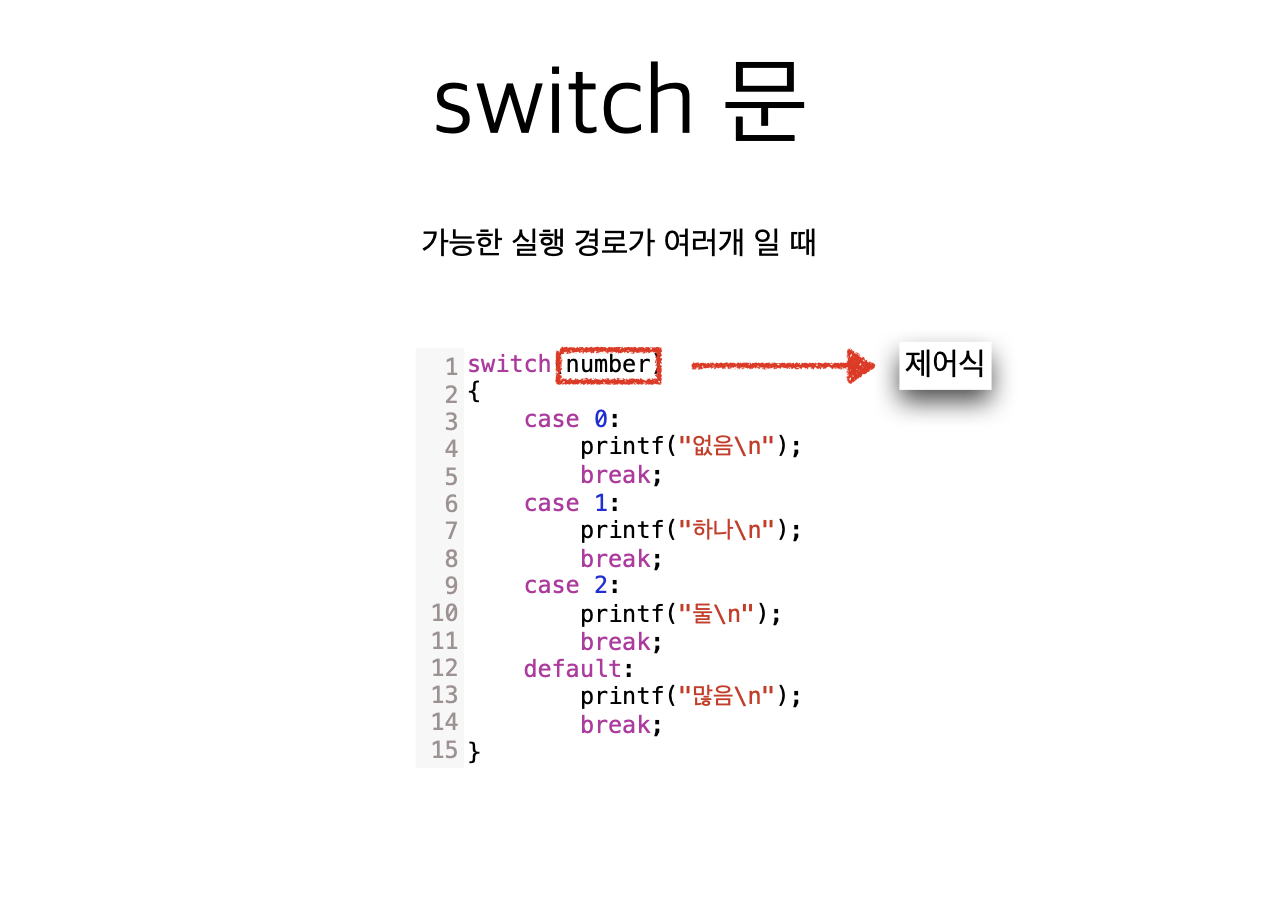 switch 문
가능한 실행 경로가 여러개 일 때
1 switch(number)
제어식
2 {
3 case 0:
4 printf("없음\n");
5 break;
6 case 1:
7 printf("하나\n");
8 break;
9 case 2:
10 printf("둘\n");
11 break;
12 default:
13 printf("많음\n");
14 break;
15 }